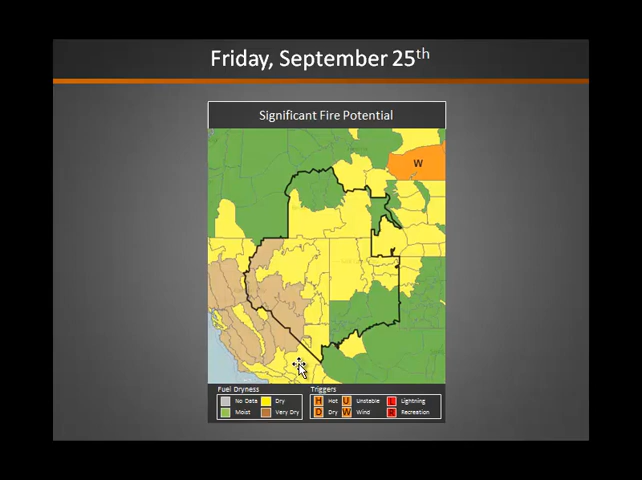 Friday, September 25th
Significant Fire Potential
W
Fuel Dryness
No Data Dry
Moist Very Dry
Triggers
H Hot U Unstable Lightning
D Dry W Wind Recreation